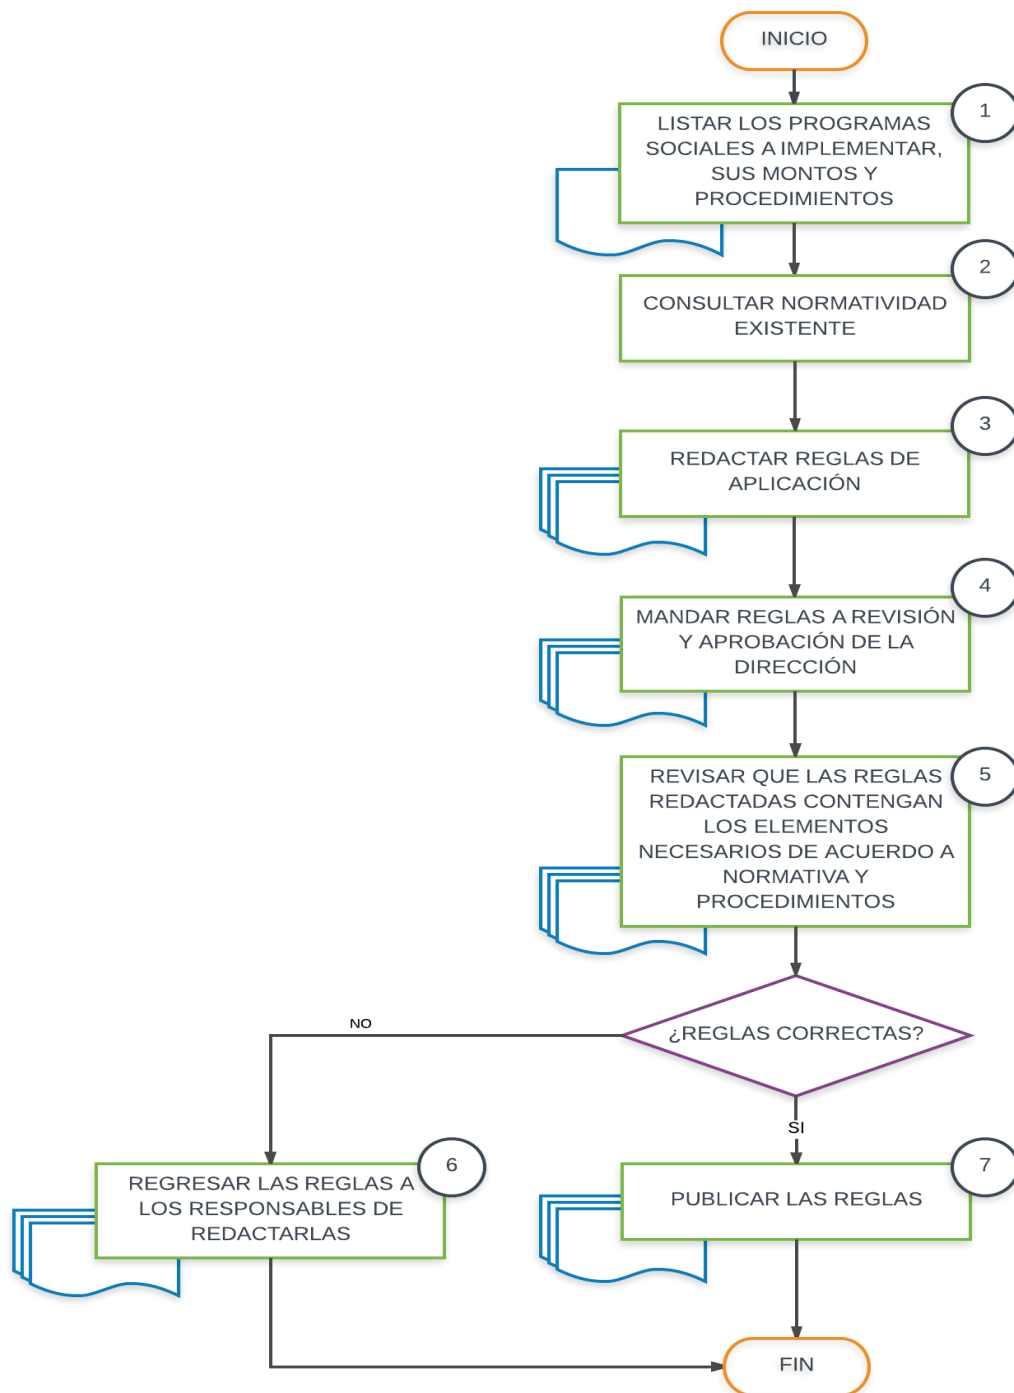 INICIO
1
LISTAR LOS PROGRAMAS
SOCIALES A IMPLEMENTAR,
SUS MONTOS Y
PROCEDIMIENTOS
2
CONSULTAR NORMATIVIDAD
EXISTENTE
3
REDACTAR REGLAS DE
APLICACIÓN
4
MANDAR REGLAS A REVISIÓN
Y APROBACIÓN DE LA
DIRECCIÓN
5
REVISAR QUE LAS REGLAS
REDACTADAS CONTENGAN
LOS ELEMENTOS
NECESARIOS DE ACUERDO A
NORMATIVA Y
PROCEDIMIENTOS
¿REGLAS CORRECTAS?
NO
SI
6
REGRESAR LAS REGLAS A
LOS RESPONSABLES DE
REDACTARLAS
7
PUBLICAR LAS REGLAS
FIN